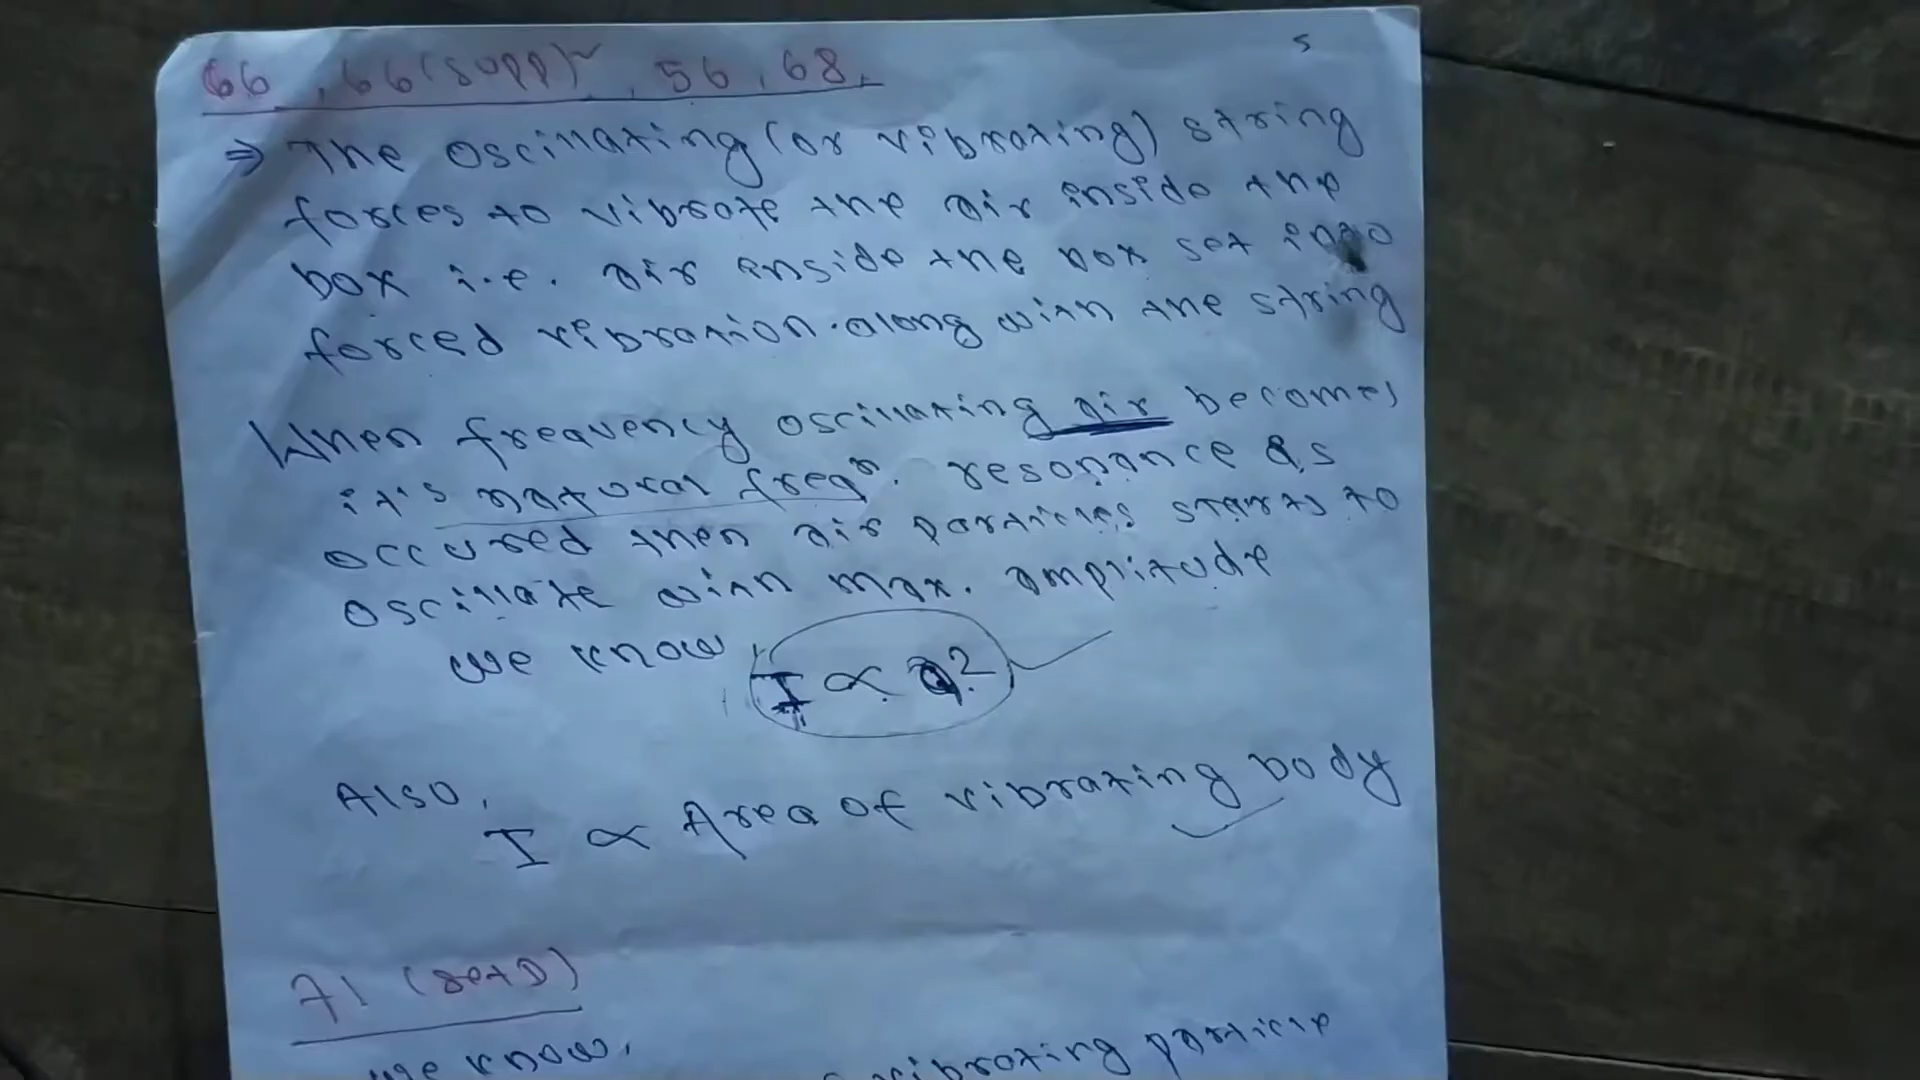 5
66, 66(supp), 56, 68,
⇒ The oscillating (or vibrating) string
forces to vibrate the air inside the
box i.e. air inside the box set into
forced vibration along with the string
When frequency oscillating air becomes
it's natural freqn. resonance is
occured then air particles starts to
oscillate with max. amplitude
we know,
I ∝ a²
Also,
I ∝ Area of vibrating body
71 (set D)
we know,
vibrating particle